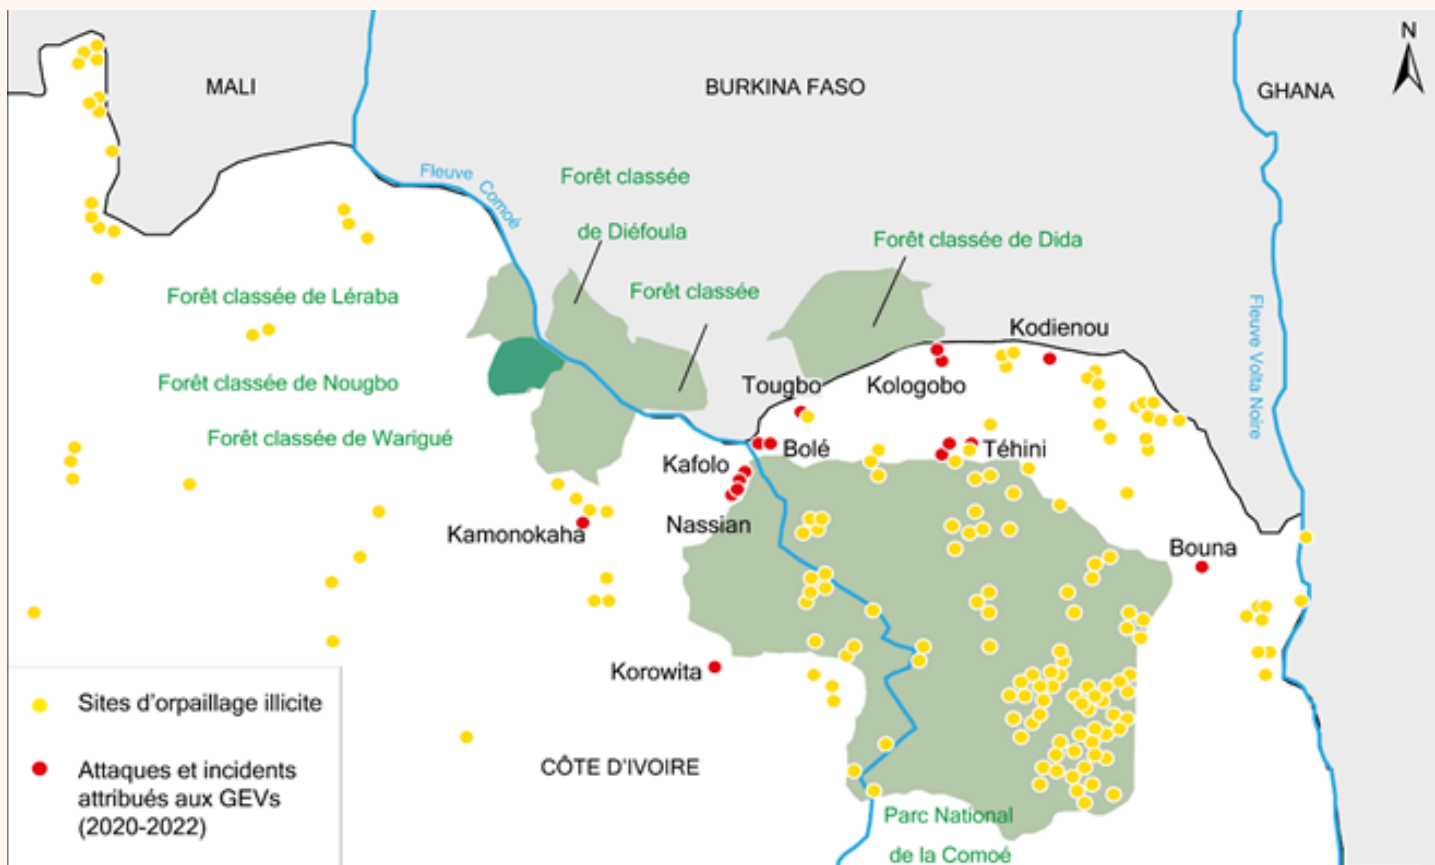 N
MALI
BURKINA FASO
GHANA
Fleuve Comoé
Forêt classée
de Diéfoula
Forêt classée de Dida
Forêt classée de Léraba
Forêt classée
Fleuve Volta Noire
Kodienou
Forêt classée de Nougbo
Tougbo
Kologobo
Forêt classée de Warigué
Bolé
Téhini
Kafolo
Nassian
Kamonokaha
Bouna
Korowita
Sites d'orpaillage illicite
CÔTE D'IVOIRE
Attaques et incidents
attribués aux GEVs
(2020-2022)
Parc National
de la Comoé